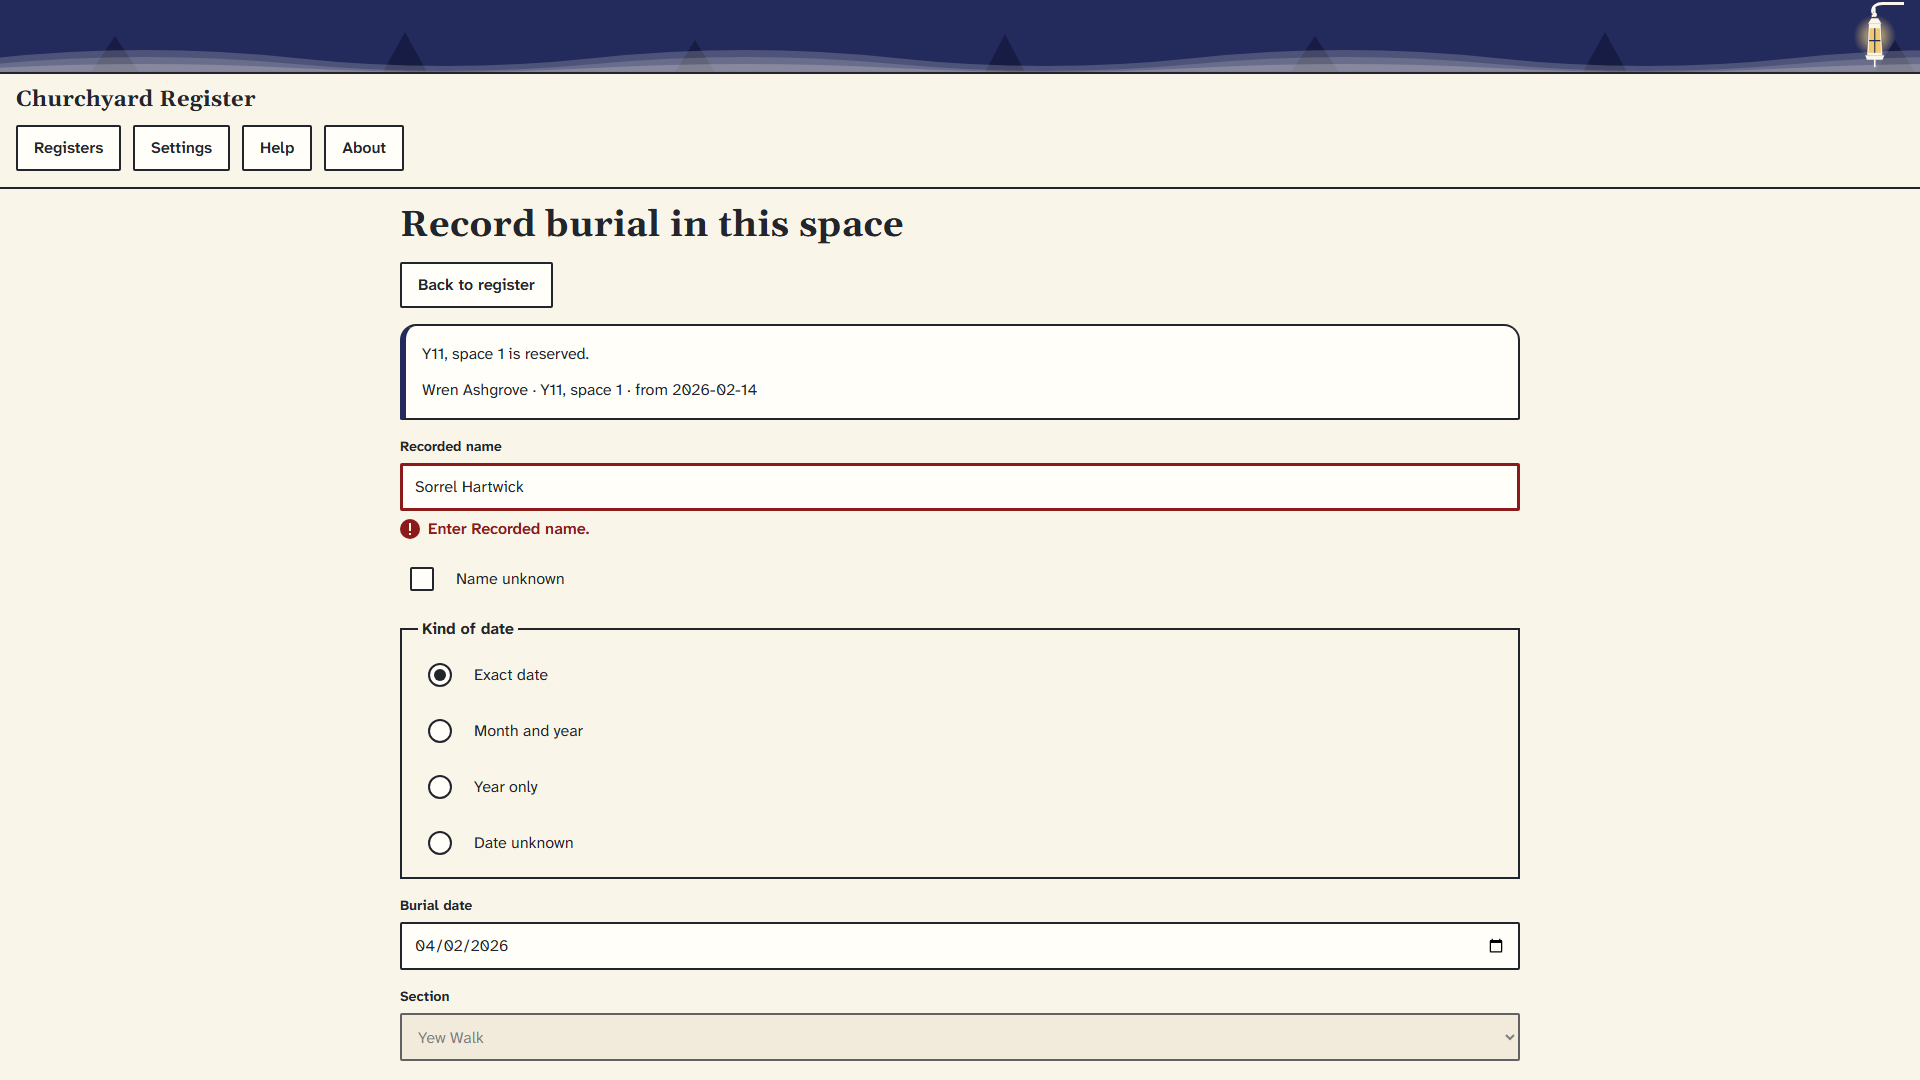 Churchyard Register
Registers Settings Help About
Record burial in this space
Back to register
Y11, space 1 is reserved.
Wren Ashgrove · Y11, space 1 · from 2026-02-14
Recorded name
Sorrel Hartwick
! Enter Recorded name.
Name unknown
Kind of date
Exact date
Month and year
Year only
Date unknown
Burial date
04/02/2026
Section
Yew Walk